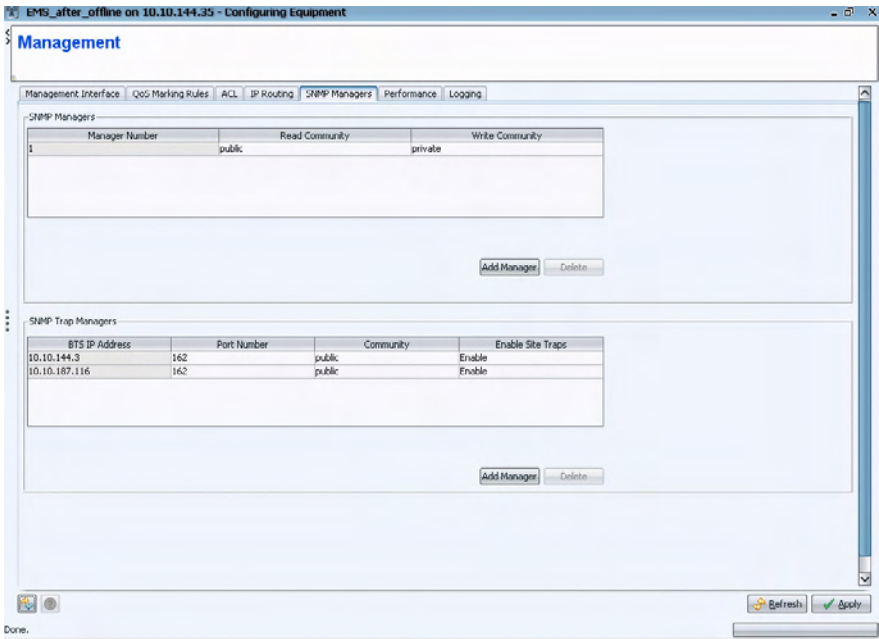 EMS_after_offline on 10.10.144.35 - Configuring Equipment
Management
Management Interface QoS Marking Rules ACL IP Routing SNMP Managers Performance Logging
SNMP Managers
Manager Number Read Community Write Community
1 public private
Add Manager Delete
SNMP Trap Managers
BTS IP Address Port Number Community Enable Site Traps
10.10.144.3 162 public Enable
10.10.187.116 162 public Enable
Add Manager Delete
Refresh Apply
Done.